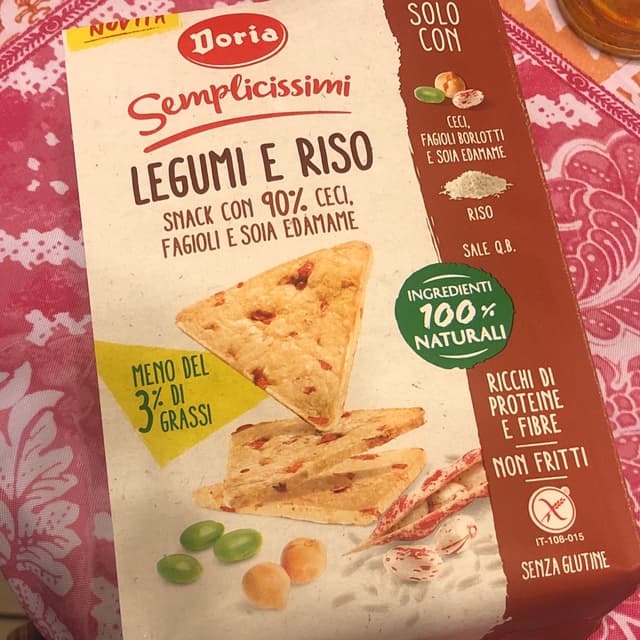 NOVITÀ
Doria
Semplicissimi
LEGUMI E RISO
SNACK CON 90% CECI,
FAGIOLI E SOIA EDAMAME
MENO DEL
3% DI
GRASSI
SOLO
CON
CECI,
FAGIOLI BORLOTTI
E SOIA EDAMAME
RISO
SALE Q.B.
INGREDIENTI
100%
NATURALI
RICCHI DI
PROTEINE
E FIBRE
NON FRITTI
IT-108-015
SENZA GLUTINE